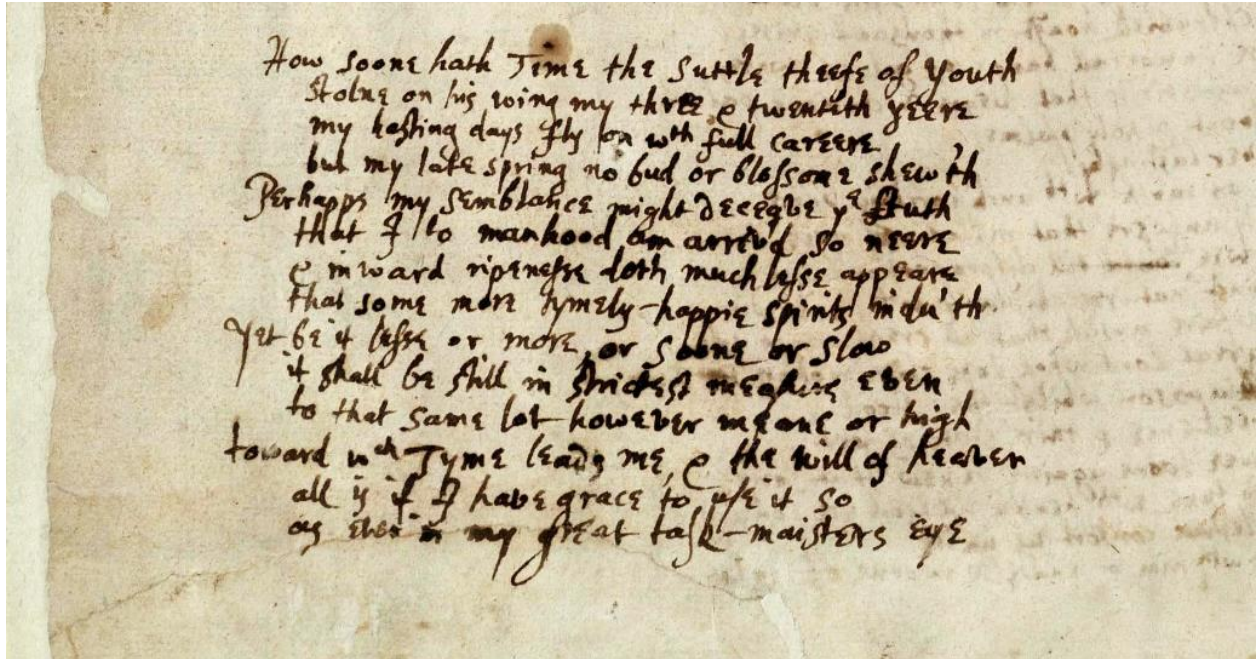 How soone hath Time the suttle theefe of Youth
stolne on his wing my three & twentith yeere
my hasting days fly on wth full careere
but my late spring no bud or blossome shew'th
Perhapps my semblance might deceave ye truth
that I to manhood am arriv'd so neere
& inward ripenesse doth much lesse appeare
that some more tymely-happie spirits indu'th
Yet be it lesse or more, or soone or slow
it shall be still in strictest measure even
to that same lot however meane or high
toward wch Tyme leads me, & the will of heaven
all is if I have grace to use it so
as ever in my great task-maisters eye